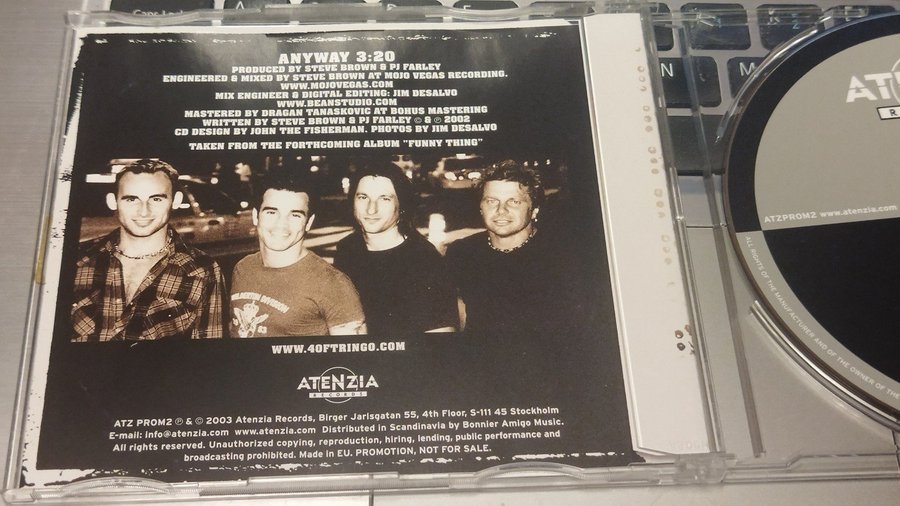 Caps Lock
ANYWAY 3:20
PRODUCED BY STEVE BROWN & PJ FARLEY
ENGINEERED & MIXED BY STEVE BROWN AT MOJO VEGAS RECORDING.
WWW.MOJOVEGAS.COM
MIX ENGINEER & DIGITAL EDITING: JIM DESALVO
WWW.BEANSTUDIO.COM
MASTERED BY DRAGAN TANASKOVIC AT BOHUS MASTERING
WRITTEN BY STEVE BROWN & PJ FARLEY © & ℗ 2002
CD DESIGN BY JOHN THE FISHERMAN. PHOTOS BY JIM DESALVO
TAKEN FROM THE FORTHCOMING ALBUM "FUNNY THING"
DIVISION
63
WWW.4OFTRINGO.COM
ATENZIA
RECORDS
ATZ PROM2 ℗ & © 2003 Atenzia Records, Birger Jarlsgatan 55, 4th Floor, S-111 45 Stockholm
E-mail: info@atenzia.com www.atenzia.com Distributed in Scandinavia by Bonnier Amigo Music.
All rights reserved. Unauthorized copying, reproduction, hiring, lending, public performance and
broadcasting prohibited. Made in EU. PROMOTION, NOT FOR SALE.
N
M
ATZPROM2 www.atenzia.com
ALL RIGHTS OF THE MANUFACTURER AND OF THE OWNER OF